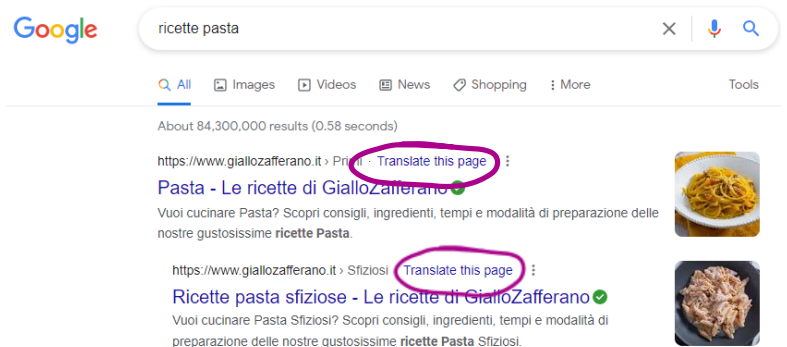 Google
ricette pasta
All Images Videos News Shopping More
Tools
About 84,300,000 results (0.58 seconds)
https://www.giallozafferano.it › Primi · Translate this page
Pasta - Le ricette di GialloZafferano
Vuoi cucinare Pasta? Scopri consigli, ingredienti, tempi e modalità di preparazione delle
nostre gustosissime ricette Pasta.
https://www.giallozafferano.it › Sfiziosi Translate this page
Ricette pasta sfiziose - Le ricette di GialloZafferano
Vuoi cucinare Pasta Sfiziosi? Scopri consigli, ingredienti, tempi e modalità di
preparazione delle nostre gustosissime ricette Pasta Sfiziosi.